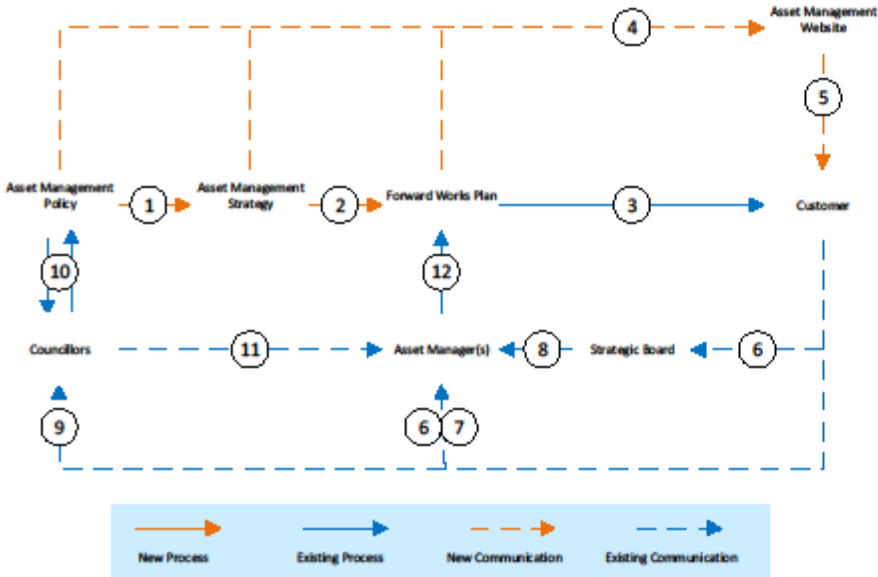 4
Asset Management
Website
5
Asset Management
Policy
1
Asset Management
Strategy
2
Forward Works Plan
3
Customer
10
12
Councillors
11
Asset Manager(s)
8
Strategic Board
6
9
6
7
New Process
Existing Process
New Communication
Existing Communication